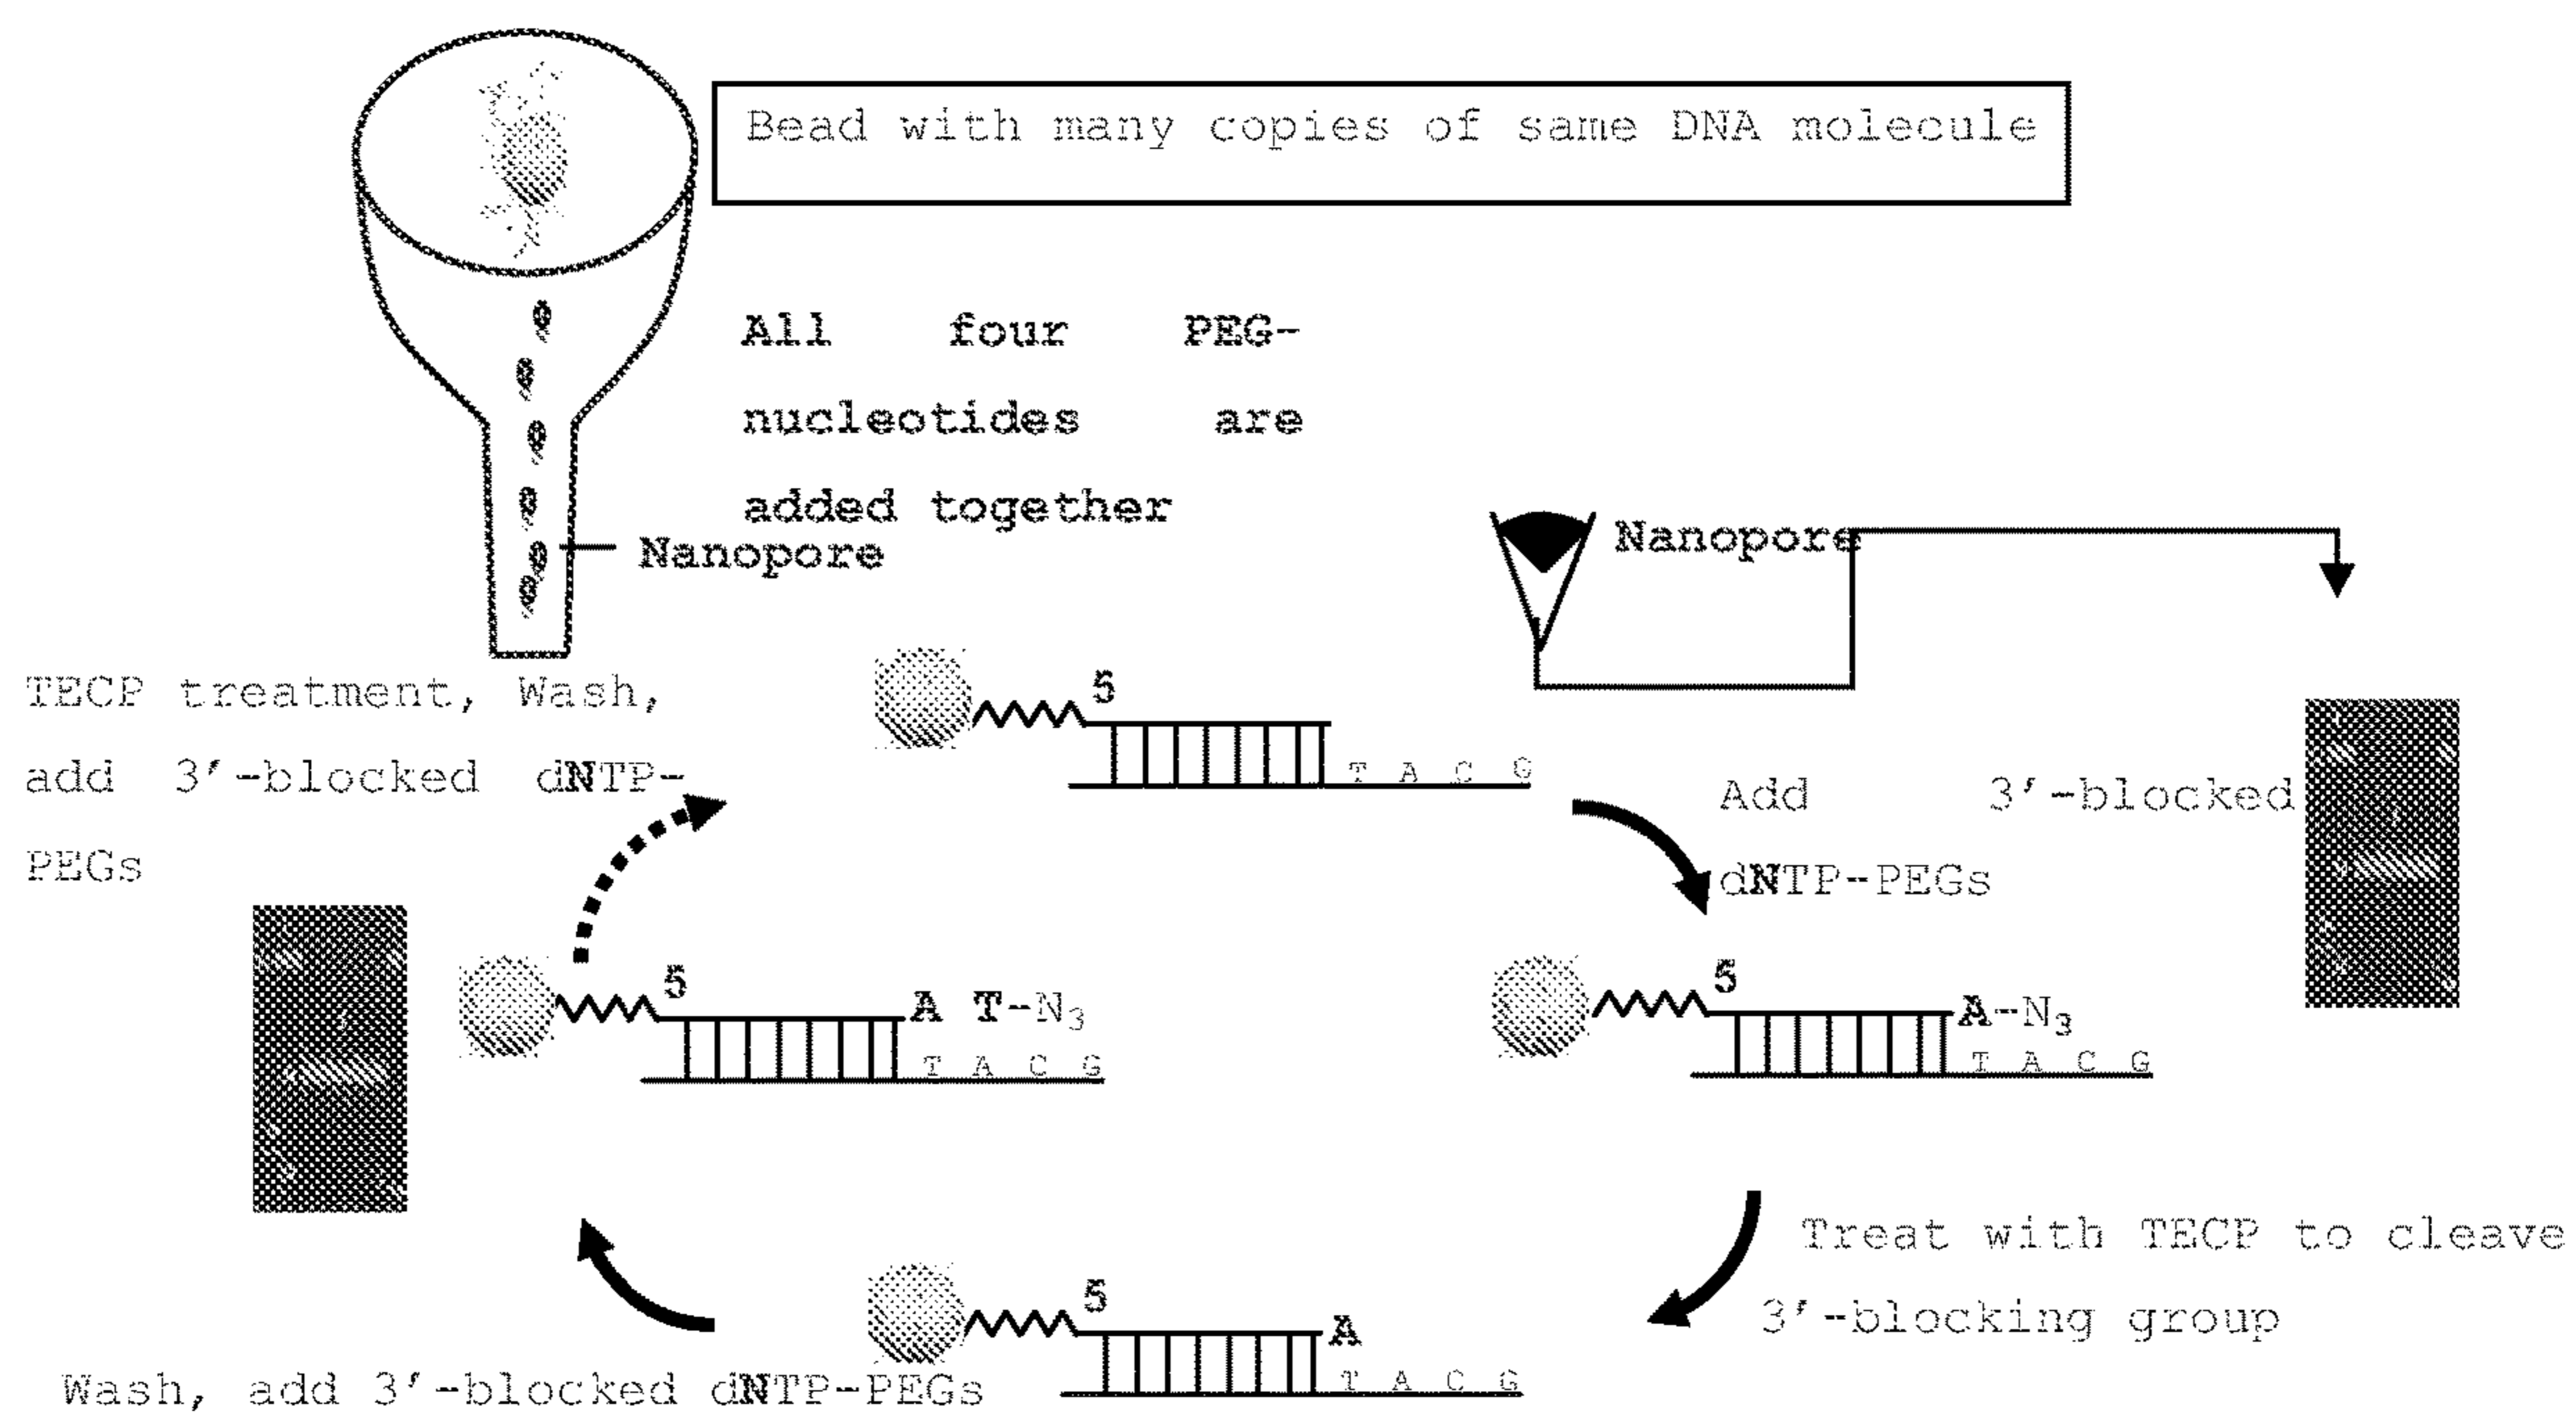 Bead with many copies of same DNA molecule
All four PEG-
nucleotides are
added together
Nanopore
Nanopore
TECP treatment, Wash,
add 3'-blocked dNTP-
PEGs
5
T A C G
Add 3'-blocked
dNTP-PEGs
5
A T-N3
T A C G
5
A-N3
T A C G
Treat with TECP to cleave
3'-blocking group
5
A
T A C G
Wash, add 3'-blocked dNTP-PEGs